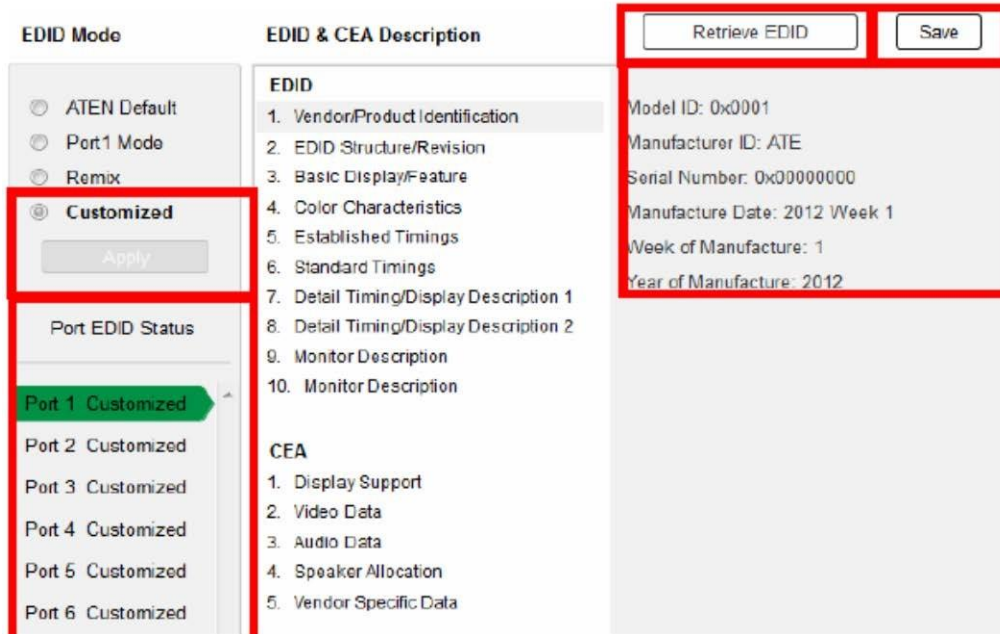 EDID Mode
ATEN Default
Port1 Mode
Remix
Customized
Apply
Port EDID Status
Port 1 Customized
Port 2 Customized
Port 3 Customized
Port 4 Customized
Port 5 Customized
Port 6 Customized
EDID & CEA Description
EDID
1. Vendor/Product Identification
2. EDID Structure/Revision
3. Basic Display/Feature
4. Color Characteristics
5. Established Timings
6. Standard Timings
7. Detail Timing/Display Description 1
8. Detail Timing/Display Description 2
9. Monitor Description
10. Monitor Description
CEA
1. Display Support
2. Video Data
3. Audio Data
4. Speaker Allocation
5. Vendor Specific Data
Retrieve EDID
Save
Model ID: 0x0001
Manufacturer ID: ATE
Serial Number: 0x00000000
Manufacture Date: 2012 Week 1
Week of Manufacture: 1
Year of Manufacture: 2012